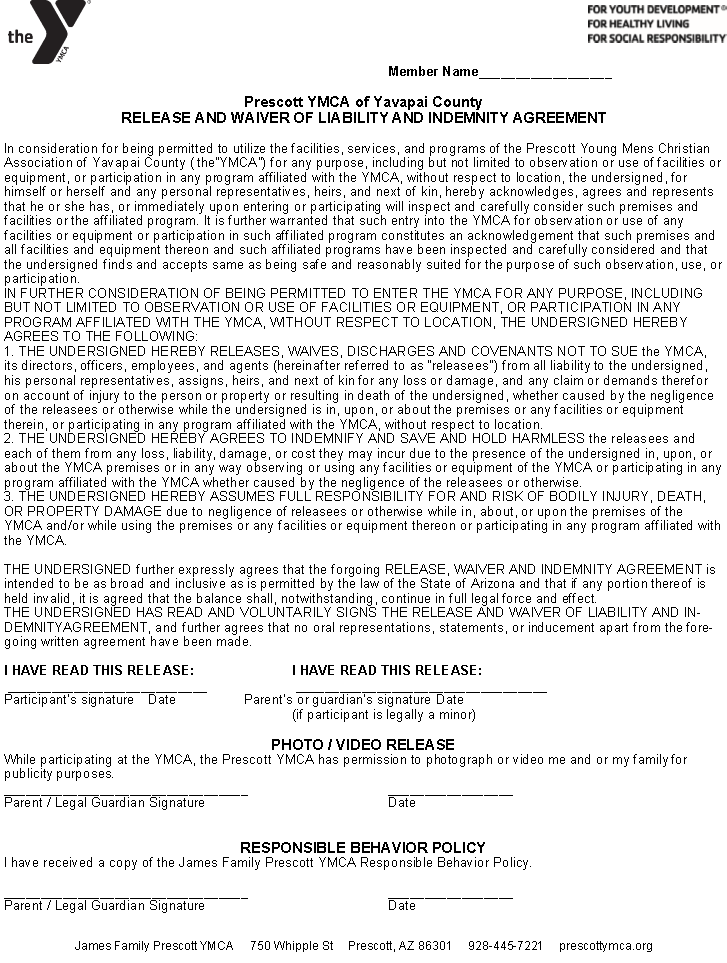 the YMCA
FOR YOUTH DEVELOPMENT®
FOR HEALTHY LIVING
FOR SOCIAL RESPONSIBILITY
Member Name__________________
Prescott YMCA of Yavapai County
RELEASE AND WAIVER OF LIABILITY AND INDEMNITY AGREEMENT
In consideration for being permitted to utilize the facilities, services, and programs of the Prescott Young Mens Christian
Association of Yavapai County ( the"YMCA") for any purpose, including but not limited to observation or use of facilities or
equipment, or participation in any program affiliated with the YMCA, without respect to location, the undersigned, for
himself or herself and any personal representatives, heirs, and next of kin, hereby acknowledges, agrees and represents
that he or she has, or immediately upon entering or participating will inspect and carefully consider such premises and
facilities or the affiliated program. It is further warranted that such entry into the YMCA for observation or use of any
facilities or equipment or participation in such affiliated program constitutes an acknowledgement that such premises and
all facilities and equipment thereon and such affiliated programs have been inspected and carefully considered and that
the undersigned finds and accepts same as being safe and reasonably suited for the purpose of such observation, use, or
participation.
IN FURTHER CONSIDERATION OF BEING PERMITTED TO ENTER THE YMCA FOR ANY PURPOSE, INCLUDING
BUT NOT LIMITED TO OBSERVATION OR USE OF FACILITIES OR EQUIPMENT, OR PARTICIPATION IN ANY
PROGRAM AFFILIATED WITH THE YMCA, WITHOUT RESPECT TO LOCATION, THE UNDERSIGNED HEREBY
AGREES TO THE FOLLOWING:
1. THE UNDERSIGNED HEREBY RELEASES, WAIVES, DISCHARGES AND COVENANTS NOT TO SUE the YMCA,
its directors, officers, employees, and agents (hereinafter referred to as "releasees") from all liability to the undersigned,
his personal representatives, assigns, heirs, and next of kin for any loss or damage, and any claim or demands therefor
on account of injury to the person or property or resulting in death of the undersigned, whether caused by the negligence
of the releasees or otherwise while the undersigned is in, upon, or about the premises or any facilities or equipment
therein, or participating in any program affiliated with the YMCA, without respect to location.
2. THE UNDERSIGNED HEREBY AGREES TO INDEMNIFY AND SAVE AND HOLD HARMLESS the releasees and
each of them from any loss, liability, damage, or cost they may incur due to the presence of the undersigned in, upon, or
about the YMCA premises or in any way observing or using any facilities or equipment of the YMCA or participating in any
program affiliated with the YMCA whether caused by the negligence of the releasees or otherwise.
3. THE UNDERSIGNED HEREBY ASSUMES FULL RESPONSIBILITY FOR AND RISK OF BODILY INJURY, DEATH,
OR PROPERTY DAMAGE due to negligence of releasees or otherwise while in, about, or upon the premises of the
YMCA and/or while using the premises or any facilities or equipment thereon or participating in any program affiliated with
the YMCA.
THE UNDERSIGNED further expressly agrees that the forgoing RELEASE, WAIVER AND INDEMNITY AGREEMENT is
intended to be as broad and inclusive as is permitted by the law of the State of Arizona and that if any portion thereof is
held invalid, it is agreed that the balance shall, notwithstanding, continue in full legal force and effect.
THE UNDERSIGNED HAS READ AND VOLUNTARILY SIGNS THE RELEASE AND WAIVER OF LIABILITY AND IN-
DEMNITYAGREEMENT, and further agrees that no oral representations, statements, or inducement apart from the fore-
going written agreement have been made.
I HAVE READ THIS RELEASE: I HAVE READ THIS RELEASE:
___________________________ __________________________________
Participant's signature Date Parent's or guardian's signature Date
(if participant is legally a minor)
PHOTO / VIDEO RELEASE
While participating at the YMCA, the Prescott YMCA has permission to photograph or video me and or my family for
publicity purposes.
_________________________________ _________________
Parent / Legal Guardian Signature Date
RESPONSIBLE BEHAVIOR POLICY
I have received a copy of the James Family Prescott YMCA Responsible Behavior Policy.
_________________________________ _________________
Parent / Legal Guardian Signature Date
James Family Prescott YMCA 750 Whipple St Prescott, AZ 86301 928-445-7221 prescottymca.org